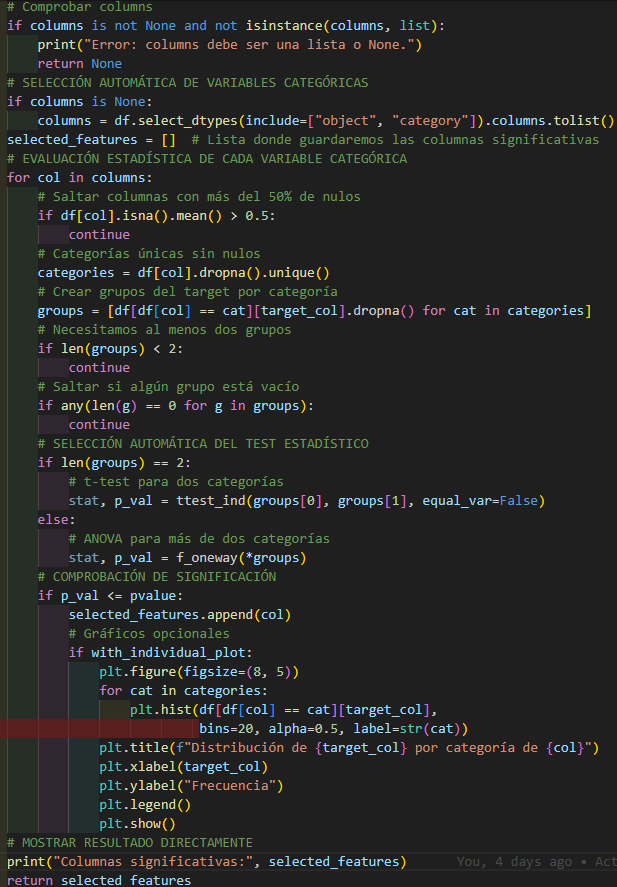 # Comprobar columns
if columns is not None and not isinstance(columns, list):
    print("Error: columns debe ser una lista o None.")
    return None
# SELECCIÓN AUTOMÁTICA DE VARIABLES CATEGÓRICAS
if columns is None:
    columns = df.select_dtypes(include=["object", "category"]).columns.tolist()
selected_features = []  # Lista donde guardaremos las columnas significativas
# EVALUACIÓN ESTADÍSTICA DE CADA VARIABLE CATEGÓRICA
for col in columns:
    # Saltar columnas con más del 50% de nulos
    if df[col].isna().mean() > 0.5:
        continue
    # Categorías únicas sin nulos
    categories = df[col].dropna().unique()
    # Crear grupos del target por categoría
    groups = [df[df[col] == cat][target_col].dropna() for cat in categories]
    # Necesitamos al menos dos grupos
    if len(groups) < 2:
        continue
    # Saltar si algún grupo está vacío
    if any(len(g) == 0 for g in groups):
        continue
    # SELECCIÓN AUTOMÁTICA DEL TEST ESTADÍSTICO
    if len(groups) == 2:
        # t-test para dos categorías
        stat, p_val = ttest_ind(groups[0], groups[1], equal_var=False)
    else:
        # ANOVA para más de dos categorías
        stat, p_val = f_oneway(*groups)
    # COMPROBACIÓN DE SIGNIFICACIÓN
    if p_val <= pvalue:
        selected_features.append(col)
        # Gráficos opcionales
        if with_individual_plot:
            plt.figure(figsize=(8, 5))
            for cat in categories:
                plt.hist(df[df[col] == cat][target_col],
                         bins=20, alpha=0.5, label=str(cat))
            plt.title(f"Distribución de {target_col} por categoría de {col}")
            plt.xlabel(target_col)
            plt.ylabel("Frecuencia")
            plt.legend()
            plt.show()
# MOSTRAR RESULTADO DIRECTAMENTE
print("Columnas significativas:", selected_features)      You, 4 days ago • Act
return selected_features